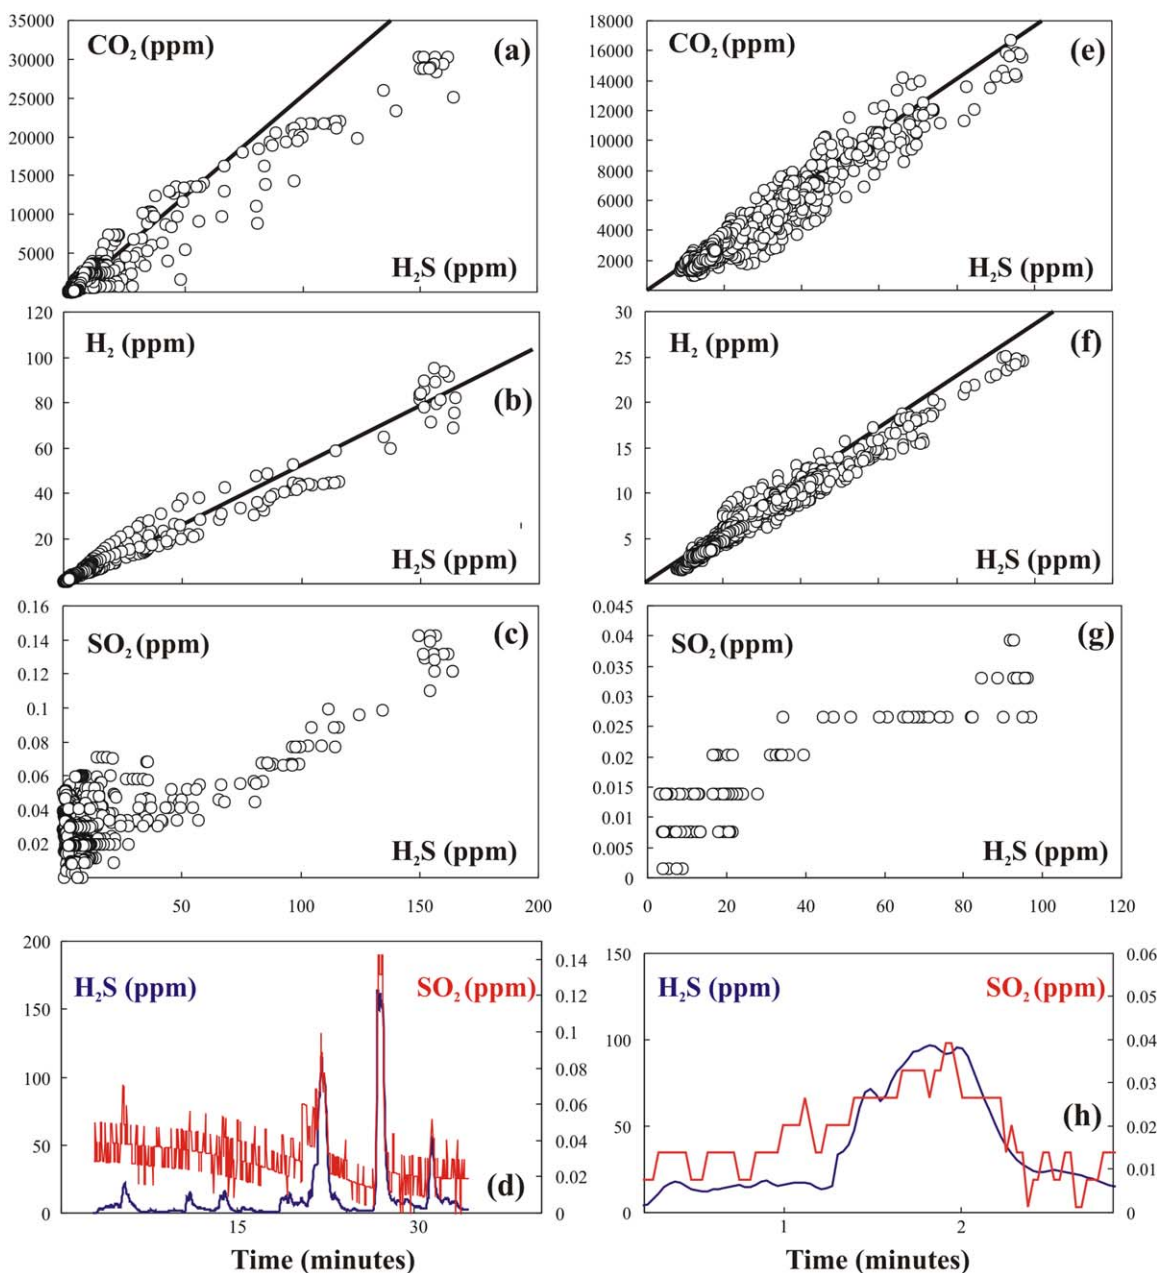 35000
30000
25000
20000
15000
10000
5000
CO₂ (ppm)
(a)
H₂S (ppm)
18000
16000
14000
12000
10000
8000
6000
4000
2000
CO₂ (ppm)
(e)
H₂S (ppm)
120
100
80
60
40
20
H₂ (ppm)
(b)
H₂S (ppm)
30
25
20
15
10
5
H₂ (ppm)
(f)
H₂S (ppm)
0.16
0.14
0.12
0.1
0.08
0.06
0.04
0.02
0
SO₂ (ppm)
(c)
H₂S (ppm)
50 100 150 200
0.045
0.04
0.035
0.03
0.025
0.02
0.015
0.01
0.005
0
SO₂ (ppm)
(g)
H₂S (ppm)
0 20 40 60 80 100 120
200
150
100
50
0
H₂S (ppm)
SO₂ (ppm)
0.14
0.12
0.1
0.08
0.06
0.04
0.02
0
(d)
15 30
Time (minutes)
150
100
50
0
H₂S (ppm)
SO₂ (ppm)
0.06
0.05
0.04
0.03
0.02
0.01
0
(h)
1 2
Time (minutes)